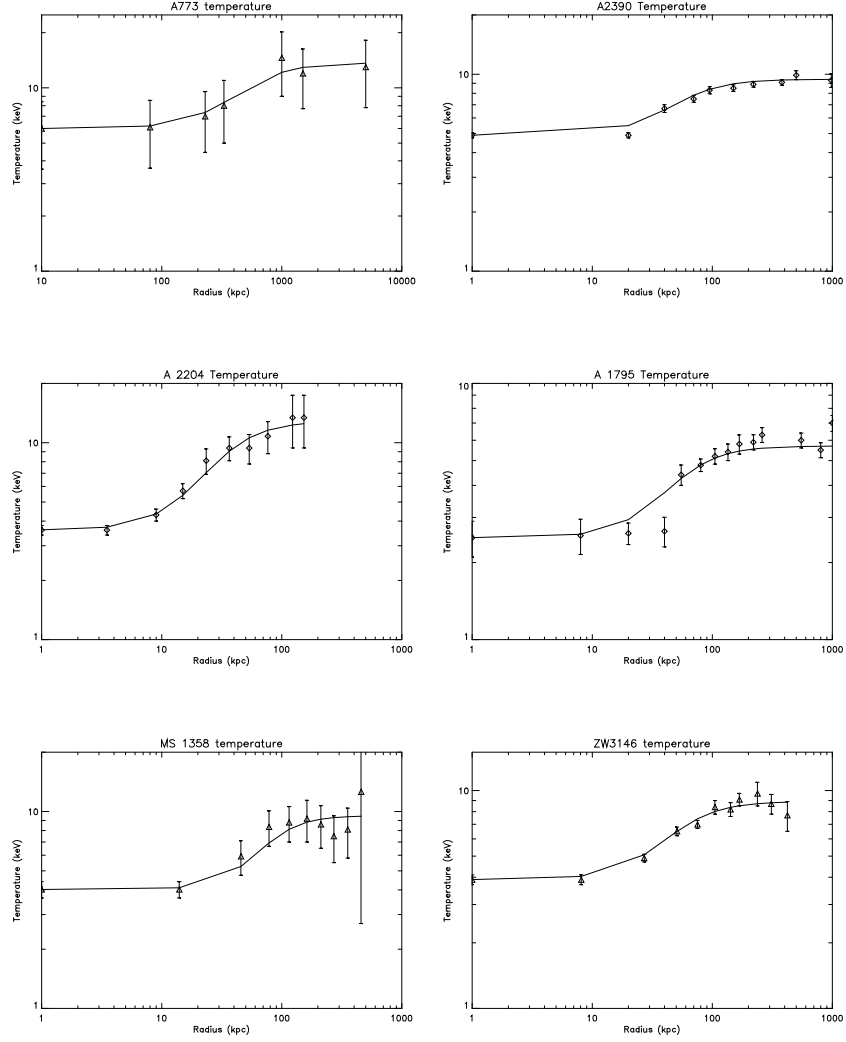 A773 temperature
Temperature (keV)
10
1
10
100
1000
10000
Radius (kpc)
A2390 Temperature
Temperature (keV)
10
1
1
10
100
1000
Radius (kpc)
A 2204 Temperature
Temperature (keV)
10
1
1
10
100
1000
Radius (kpc)
A 1795 Temperature
Temperature (keV)
10
1
1
10
100
1000
Radius (kpc)
MS 1358 temperature
Temperature (keV)
10
1
1
10
100
1000
Radius (kpc)
ZW3146 temperature
Temperature (keV)
10
1
1
10
100
1000
Radius (kpc)